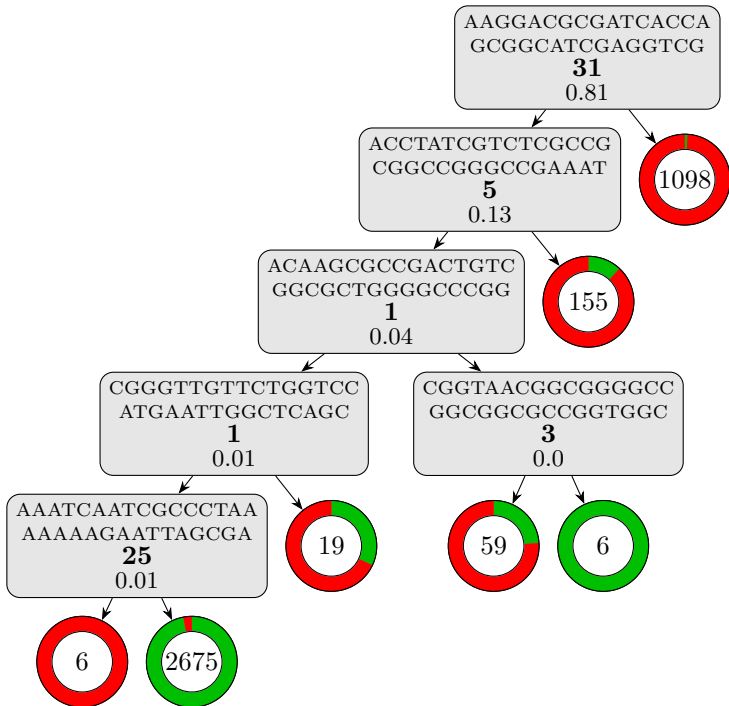 AAGGACGCGATCACCA
GCGGCATCGAGGTCG
31
0.81
ACCTATCGTCTCGCCG
CGGCCGGGCCGAAAT
5
0.13
1098
ACAAGCGCCGACTGTC
GGCGCTGGGGCCCGG
1
0.04
155
CGGGTTGTTCTGGTCC
ATGAATTGGCTCAGC
1
0.01
CGGTAACGGCGGGGCC
GGCGGCGCCGGTGGC
3
0.0
AAATCAATCGCCCTAA
AAAAAGAATTAGCGA
25
0.01
19
59
6
6
2675